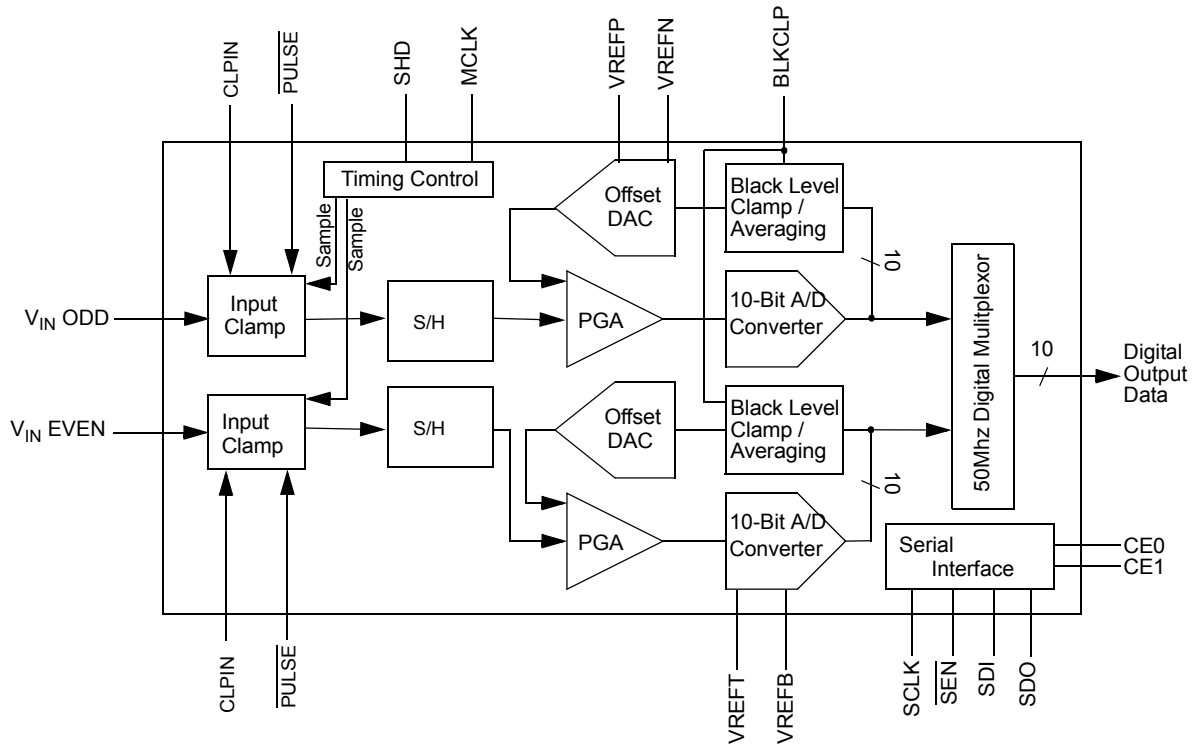 CLPIN
PULSE
SHD
MCLK
VREFP
VREFN
BLKCLP
Timing Control
Sample
Sample
Offset
DAC
Black Level
Clamp /
Averaging
10
V_IN ODD
Input
Clamp
S/H
PGA
10-Bit A/D
Converter
50Mhz Digital Mulitplexor
10
Digital
Output
Data
V_IN EVEN
Input
Clamp
S/H
Offset
DAC
Black Level
Clamp /
Averaging
10
PGA
10-Bit A/D
Converter
Serial
Interface
CE0
CE1
CLPIN
PULSE
VREFT
VREFB
SCLK
SEN
SDI
SDO